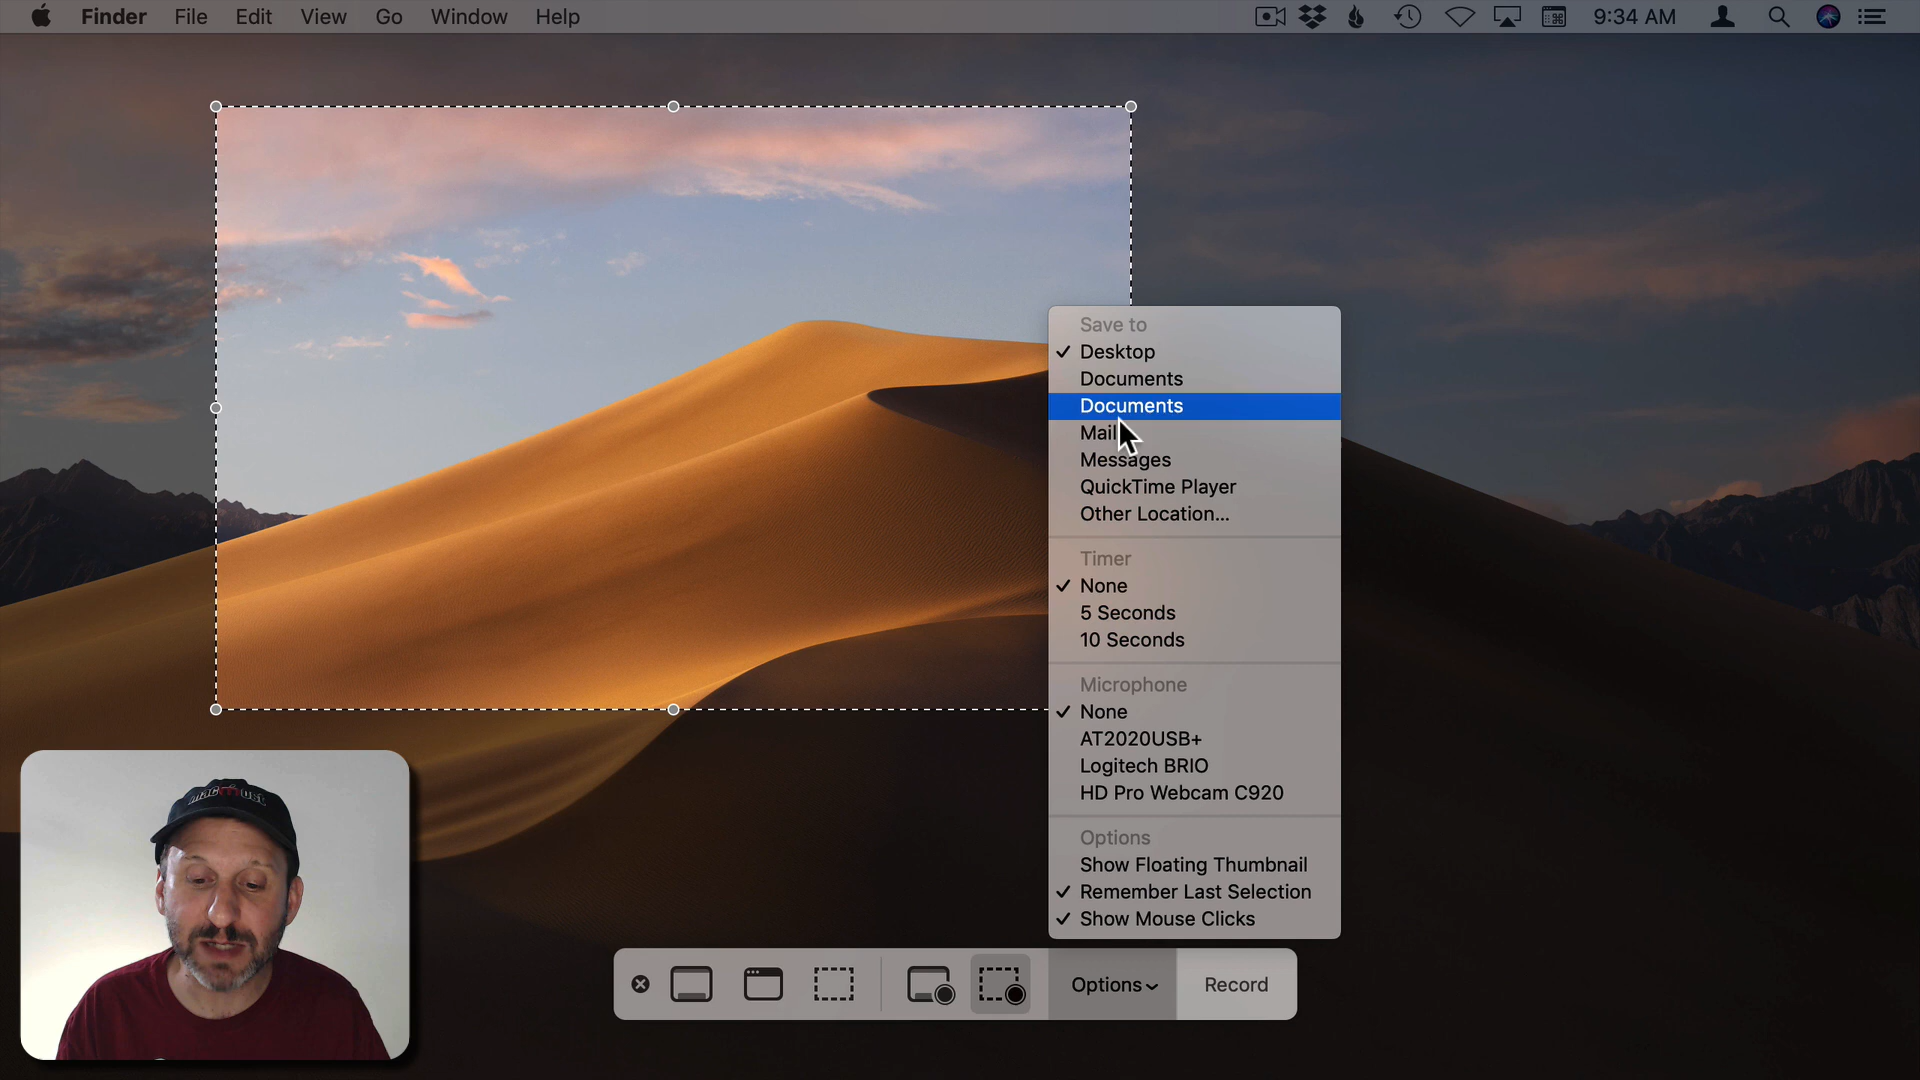 Finder File Edit View Go Window Help 9:34 AM
Save to
✓ Desktop
Documents
Documents
Mail
Messages
QuickTime Player
Other Location...
Timer
✓ None
5 Seconds
10 Seconds
Microphone
✓ None
AT2020USB+
Logitech BRIO
HD Pro Webcam C920
Options
Show Floating Thumbnail
✓ Remember Last Selection
✓ Show Mouse Clicks
Options Record